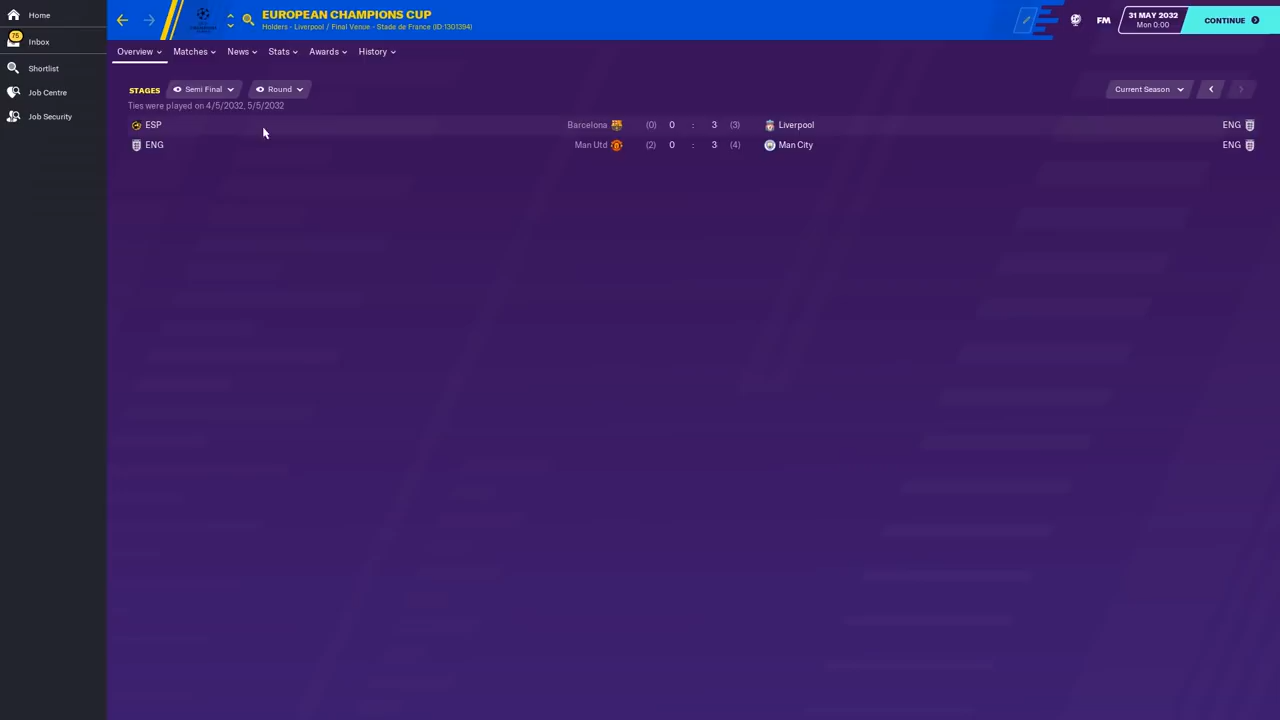 Home
75
Inbox
Shortlist
Job Centre
Job Security
EUROPEAN CHAMPIONS CUP
Holders - Liverpool / Final Venue - Stade de France (ID:1301394)
FM
31 MAY 2032
Mon 0:00
CONTINUE
Overview
Matches
News
Stats
Awards
History
STAGES
Semi Final
Round
Current Season
Ties were played on 4/5/2032, 5/5/2032
ESP Barcelona (0) 0 : 3 (3) Liverpool ENG
ENG Man Utd (2) 0 : 3 (4) Man City ENG